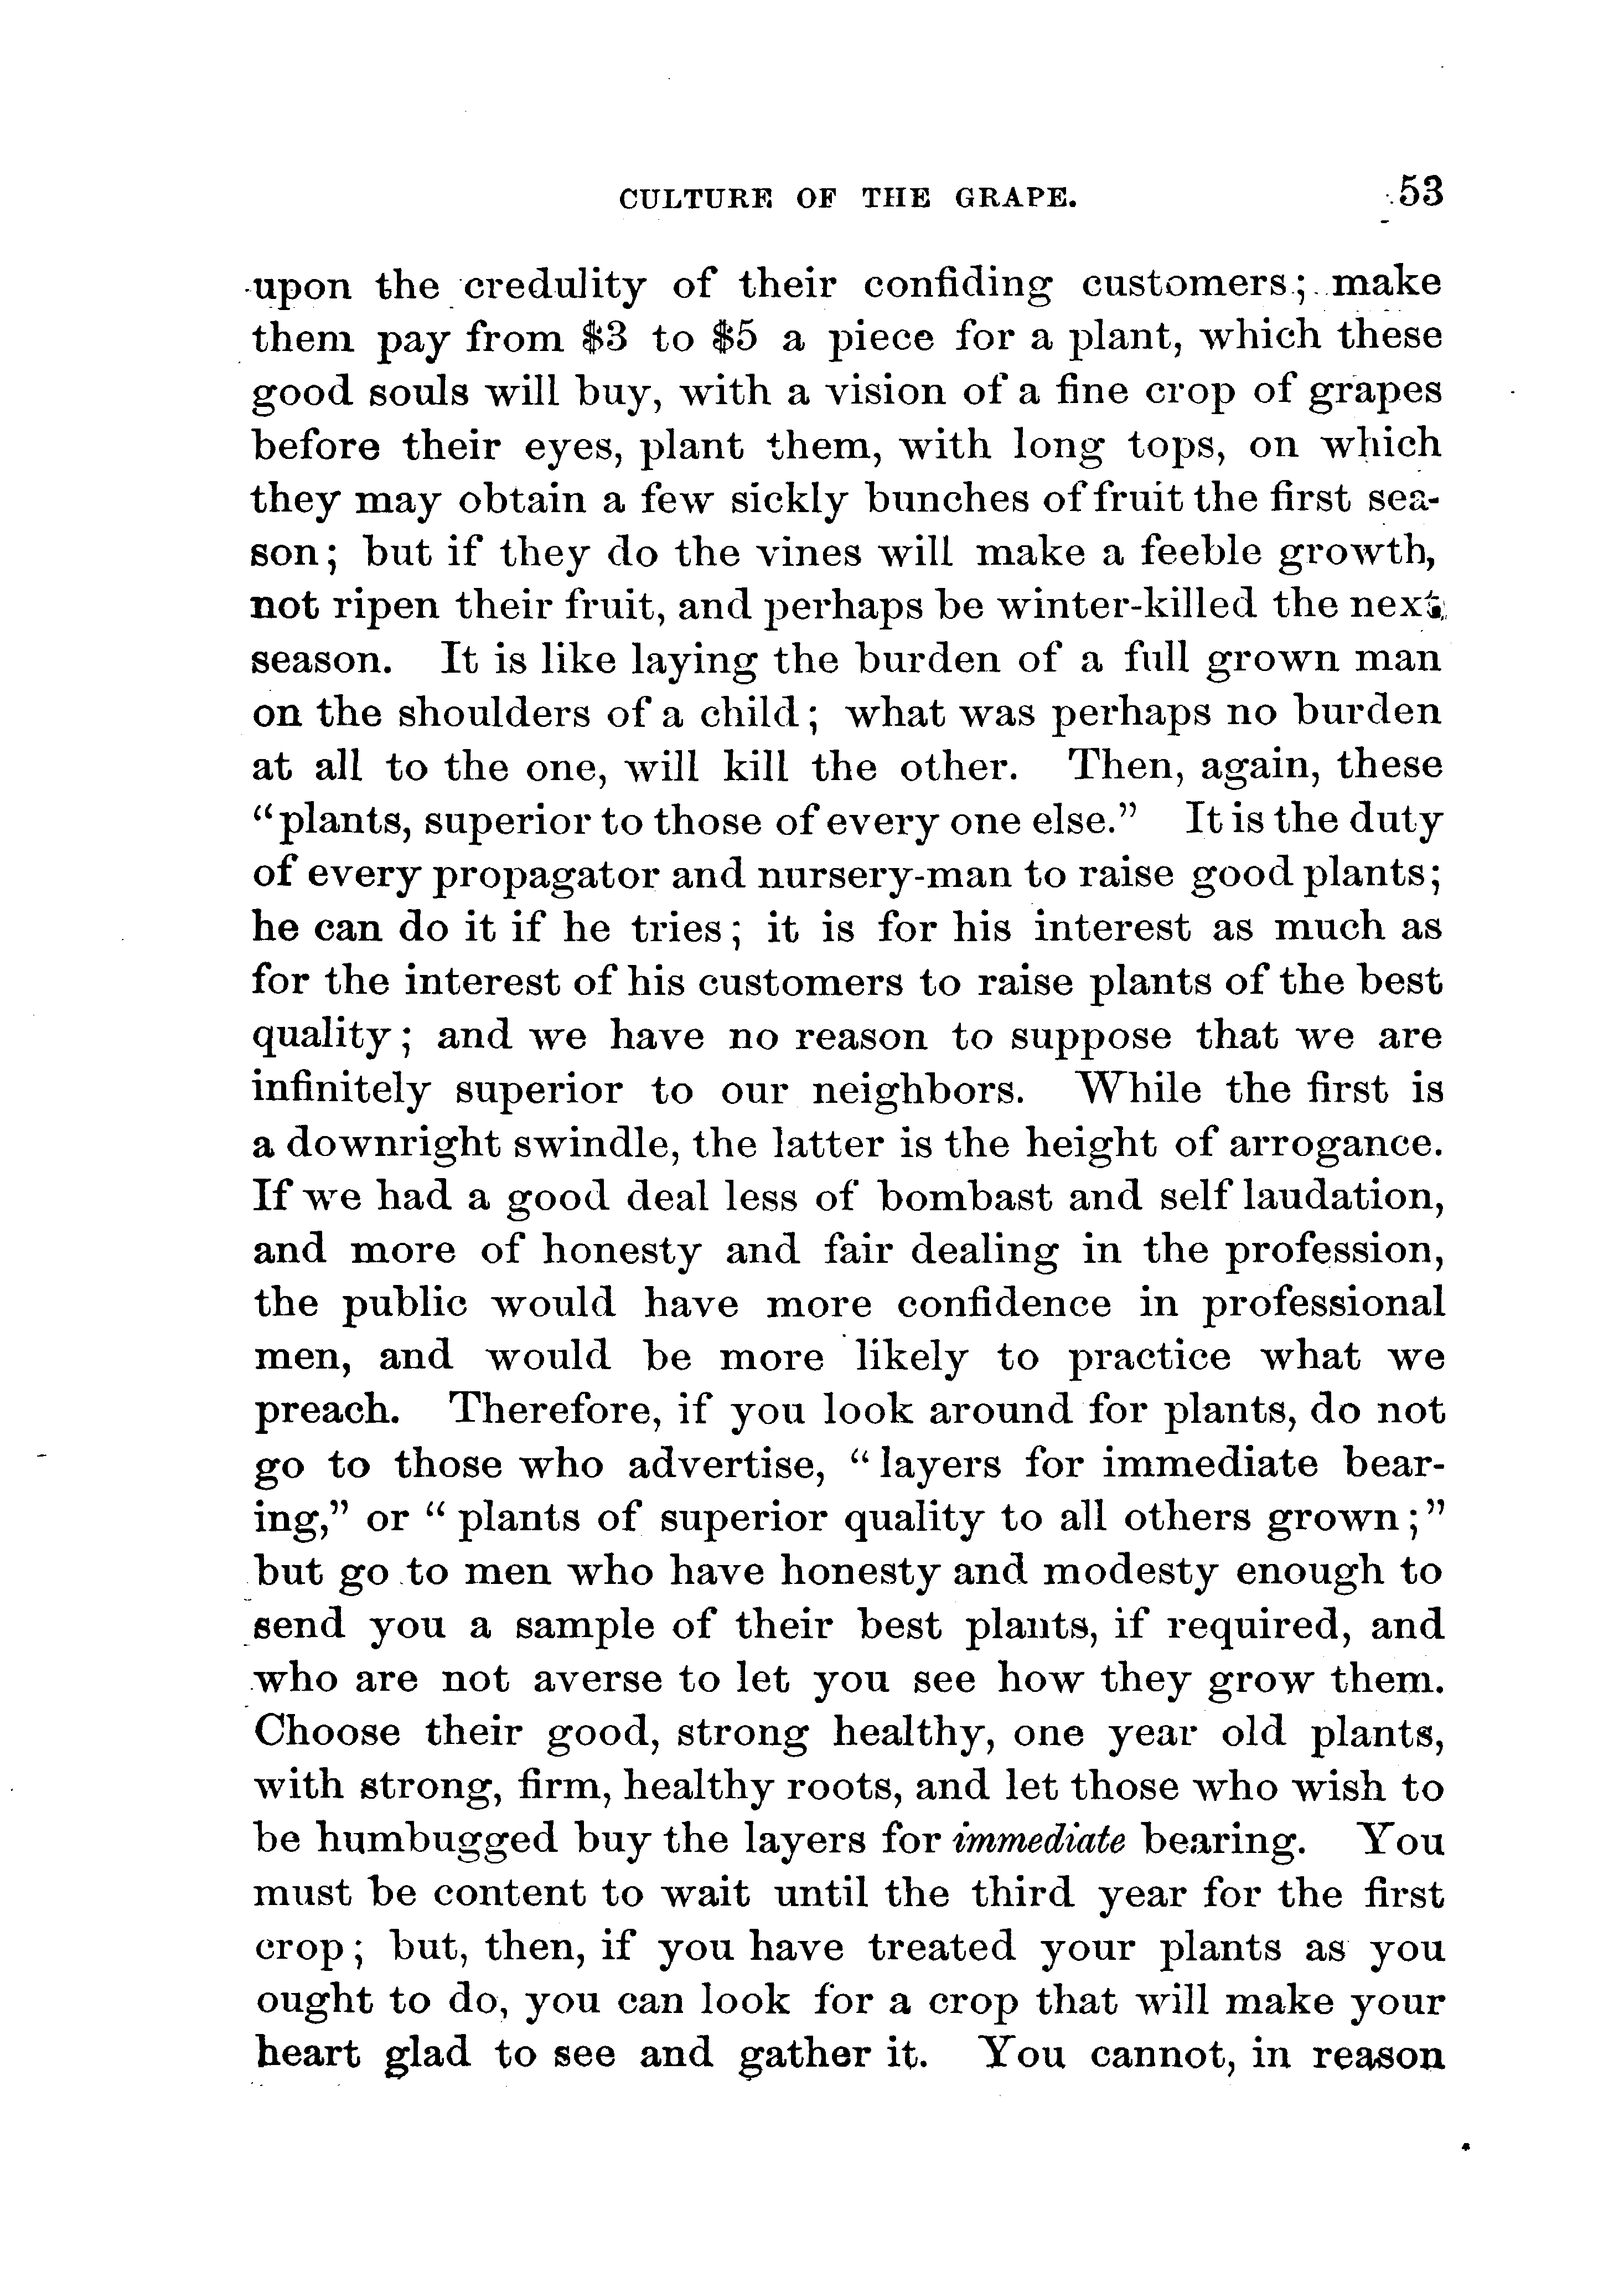 CULTURE OF THE GRAPE. 53
upon the credulity of their confiding customers; make
them pay from $3 to $5 a piece for a plant, which these
good souls will buy, with a vision of a fine crop of grapes
before their eyes, plant them, with long tops, on which
they may obtain a few sickly bunches of fruit the first sea-
son; but if they do the vines will make a feeble growth,
not ripen their fruit, and perhaps be winter-killed the next
season. It is like laying the burden of a full grown man
on the shoulders of a child; what was perhaps no burden
at all to the one, will kill the other. Then, again, these
"plants, superior to those of every one else." It is the duty
of every propagator and nursery-man to raise good plants;
he can do it if he tries; it is for his interest as much as
for the interest of his customers to raise plants of the best
quality; and we have no reason to suppose that we are
infinitely superior to our neighbors. While the first is
a downright swindle, the latter is the height of arrogance.
If we had a good deal less of bombast and self laudation,
and more of honesty and fair dealing in the profession,
the public would have more confidence in professional
men, and would be more likely to practice what we
preach. Therefore, if you look around for plants, do not
go to those who advertise, "layers for immediate bear-
ing," or "plants of superior quality to all others grown;"
but go to men who have honesty and modesty enough to
send you a sample of their best plants, if required, and
who are not averse to let you see how they grow them.
Choose their good, strong healthy, one year old plants,
with strong, firm, healthy roots, and let those who wish to
be humbugged buy the layers for immediate bearing. You
must be content to wait until the third year for the first
crop; but, then, if you have treated your plants as you
ought to do, you can look for a crop that will make your
heart glad to see and gather it. You cannot, in reason